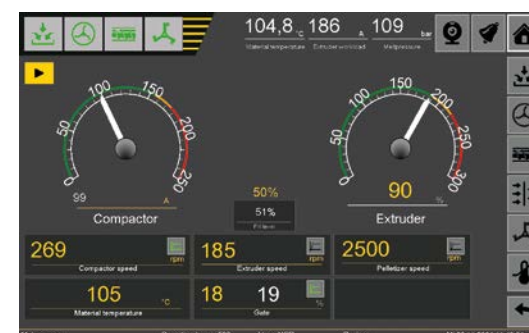 104,8 °C 186 A 109 bar
Material temperature Extruder workload Meltpressure
0 50 100 150 200 250
99 A
Compactor
50%
51%
0 50 100 150 200 250
90 %
Extruder
269 rpm
Compactor speed
185 rpm
Extruder speed
2500 rpm
Pelletizer speed
105 °C
Material temperature
18 19 %
Gate